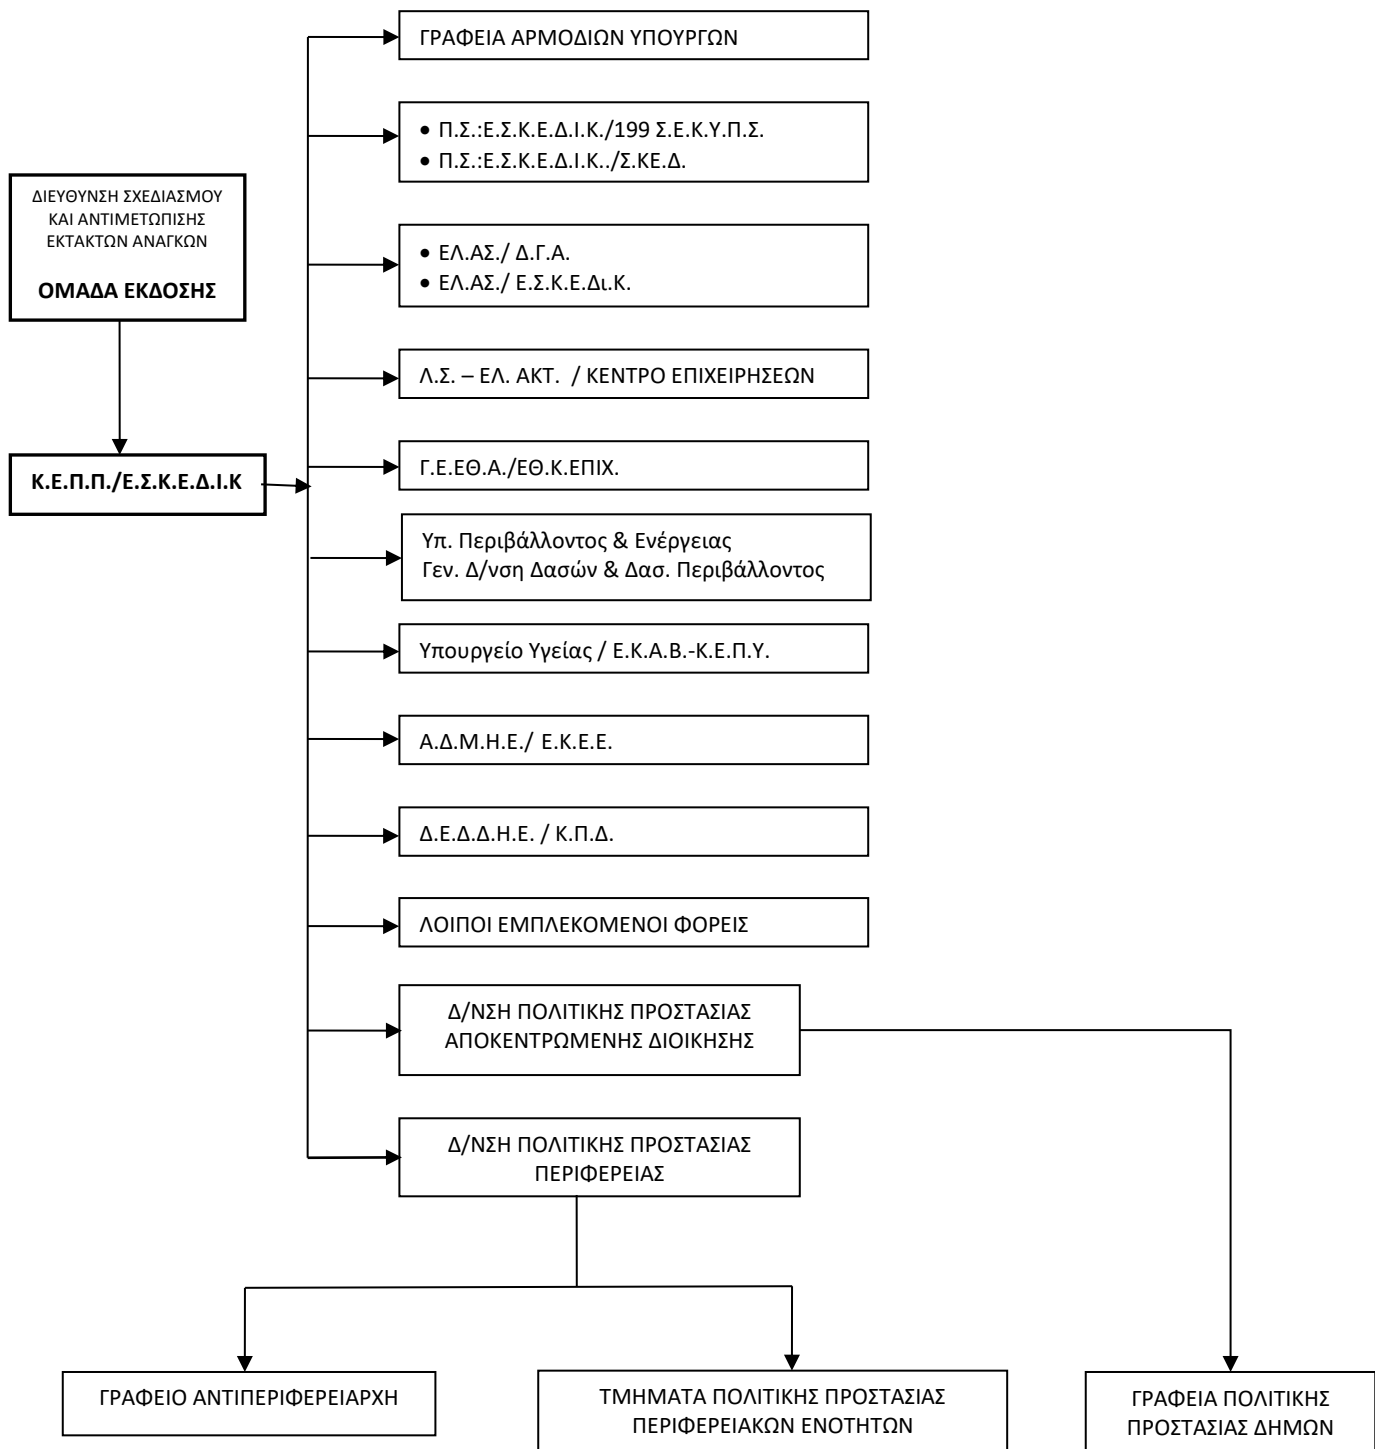 ΓΡΑΦΕΙΑ ΑΡΜΟΔΙΩΝ ΥΠΟΥΡΓΩΝ
• Π.Σ.:Ε.Σ.Κ.Ε.Δ.Ι.Κ./199 Σ.Ε.Κ.Υ.Π.Σ.
• Π.Σ.:Ε.Σ.Κ.Ε.Δ.Ι.Κ../Σ.ΚΕ.Δ.
ΔΙΕΥΘΥΝΣΗ ΣΧΕΔΙΑΣΜΟΥ
ΚΑΙ ΑΝΤΙΜΕΤΩΠΙΣΗΣ
ΕΚΤΑΚΤΩΝ ΑΝΑΓΚΩΝ
ΟΜΑΔΑ ΕΚΔΟΣΗΣ
• ΕΛ.ΑΣ./ Δ.Γ.Α.
• ΕΛ.ΑΣ./ Ε.Σ.Κ.Ε.Δι.Κ.
Λ.Σ. – ΕΛ. ΑΚΤ. / ΚΕΝΤΡΟ ΕΠΙΧΕΙΡΗΣΕΩΝ
Κ.Ε.Π.Π./Ε.Σ.Κ.Ε.Δ.Ι.Κ
Γ.Ε.ΕΘ.Α./ΕΘ.Κ.ΕΠΙΧ.
Υπ. Περιβάλλοντος & Ενέργειας
Γεν. Δ/νση Δασών & Δασ. Περιβάλλοντος
Υπουργείο Υγείας / Ε.Κ.Α.Β.-Κ.Ε.Π.Υ.
Α.Δ.Μ.Η.Ε./ Ε.Κ.Ε.Ε.
Δ.Ε.Δ.Δ.Η.Ε. / Κ.Π.Δ.
ΛΟΙΠΟΙ ΕΜΠΛΕΚΟΜΕΝΟΙ ΦΟΡΕΙΣ
Δ/ΝΣΗ ΠΟΛΙΤΙΚΗΣ ΠΡΟΣΤΑΣΙΑΣ
ΑΠΟΚΕΝΤΡΩΜΕΝΗΣ ΔΙΟΙΚΗΣΗΣ
Δ/ΝΣΗ ΠΟΛΙΤΙΚΗΣ ΠΡΟΣΤΑΣΙΑΣ
ΠΕΡΙΦΕΡΕΙΑΣ
ΓΡΑΦΕΙΟ ΑΝΤΙΠΕΡΙΦΕΡΕΙΑΡΧΗ
ΤΜΗΜΑΤΑ ΠΟΛΙΤΙΚΗΣ ΠΡΟΣΤΑΣΙΑΣ
ΠΕΡΙΦΕΡΕΙΑΚΩΝ ΕΝΟΤΗΤΩΝ
ΓΡΑΦΕΙΑ ΠΟΛΙΤΙΚΗΣ
ΠΡΟΣΤΑΣΙΑΣ ΔΗΜΩΝ